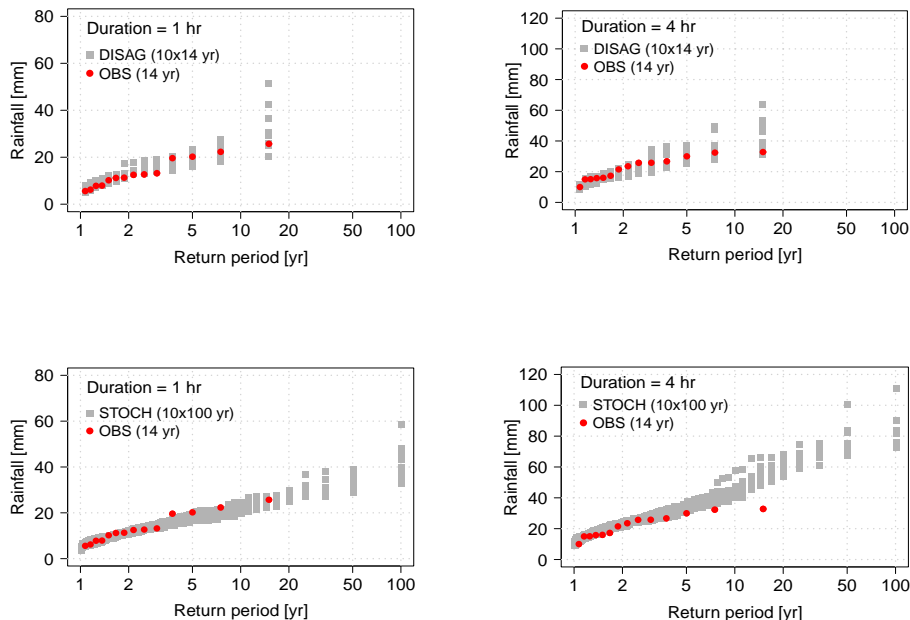 Duration = 1 hr
DISAG (10x14 yr)
OBS (14 yr)
Rainfall [mm]
80
60
40
20
0
1 2 5 10 20 50 100
Return period [yr]
Duration = 4 hr
DISAG (10x14 yr)
OBS (14 yr)
Rainfall [mm]
120
100
80
60
40
20
0
1 2 5 10 20 50 100
Return period [yr]
Duration = 1 hr
STOCH (10x100 yr)
OBS (14 yr)
Rainfall [mm]
80
60
40
20
0
1 2 5 10 20 50 100
Return period [yr]
Duration = 4 hr
STOCH (10x100 yr)
OBS (14 yr)
Rainfall [mm]
120
100
80
60
40
20
0
1 2 5 10 20 50 100
Return period [yr]